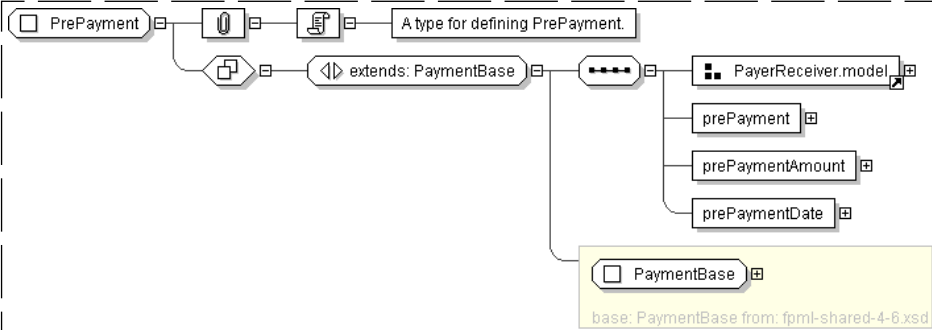 PrePayment
A type for defining PrePayment.
extends: PaymentBase
PayerReceiver.model
prePayment
prePaymentAmount
prePaymentDate
PaymentBase
base: PaymentBase from: fpml-shared-4-6.xsd